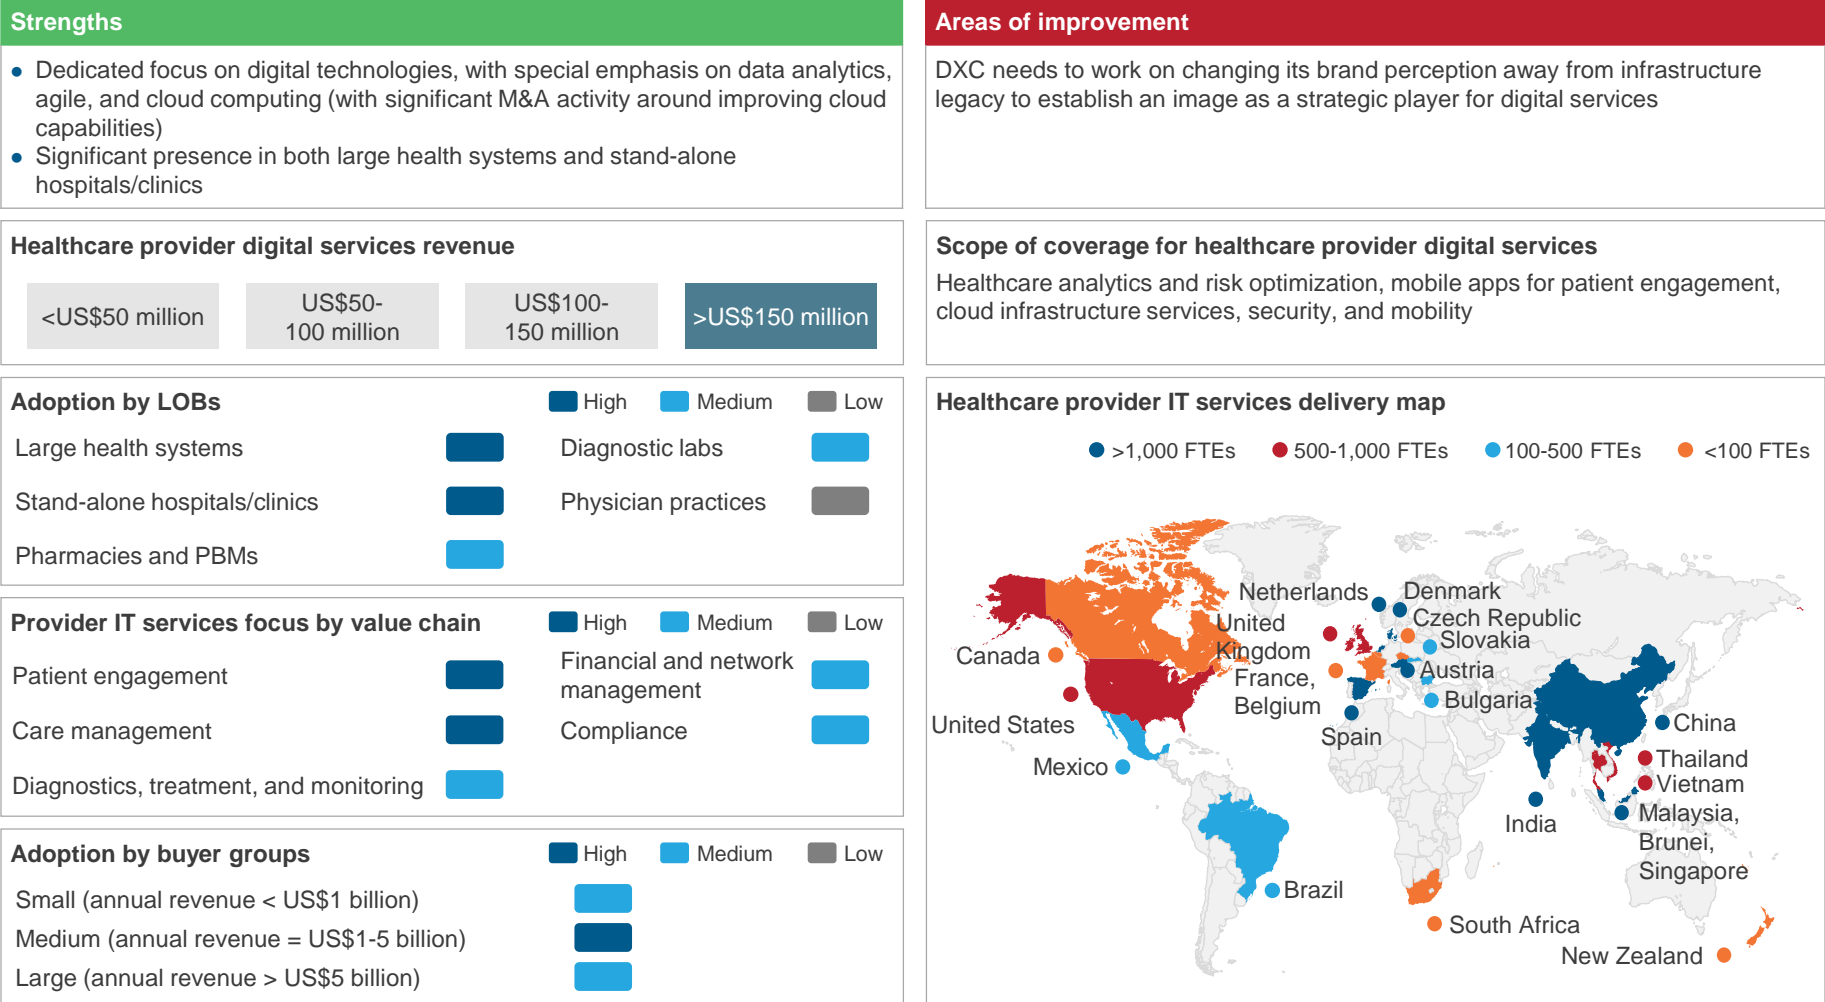 Strengths
• Dedicated focus on digital technologies, with special emphasis on data analytics,
agile, and cloud computing (with significant M&A activity around improving cloud
capabilities)
• Significant presence in both large health systems and stand-alone
hospitals/clinics
Areas of improvement
DXC needs to work on changing its brand perception away from infrastructure
legacy to establish an image as a strategic player for digital services
Healthcare provider digital services revenue
<US$50 million
US$50-
100 million
US$100-
150 million
>US$150 million
Scope of coverage for healthcare provider digital services
Healthcare analytics and risk optimization, mobile apps for patient engagement,
cloud infrastructure services, security, and mobility
Adoption by LOBs
High
Medium
Low
Large health systems
Diagnostic labs
Stand-alone hospitals/clinics
Physician practices
Pharmacies and PBMs
Provider IT services focus by value chain
High
Medium
Low
Patient engagement
Financial and network
management
Care management
Compliance
Diagnostics, treatment, and monitoring
Adoption by buyer groups
High
Medium
Low
Small (annual revenue < US$1 billion)
Medium (annual revenue = US$1-5 billion)
Large (annual revenue > US$5 billion)
Healthcare provider IT services delivery map
>1,000 FTEs
500-1,000 FTEs
100-500 FTEs
<100 FTEs
Netherlands
Denmark
Czech Republic
United
Kingdom
Slovakia
Canada
Austria
France,
Belgium
Bulgaria
United States
Spain
China
Mexico
Thailand
Vietnam
India
Malaysia,
Brunei,
Singapore
Brazil
South Africa
New Zealand